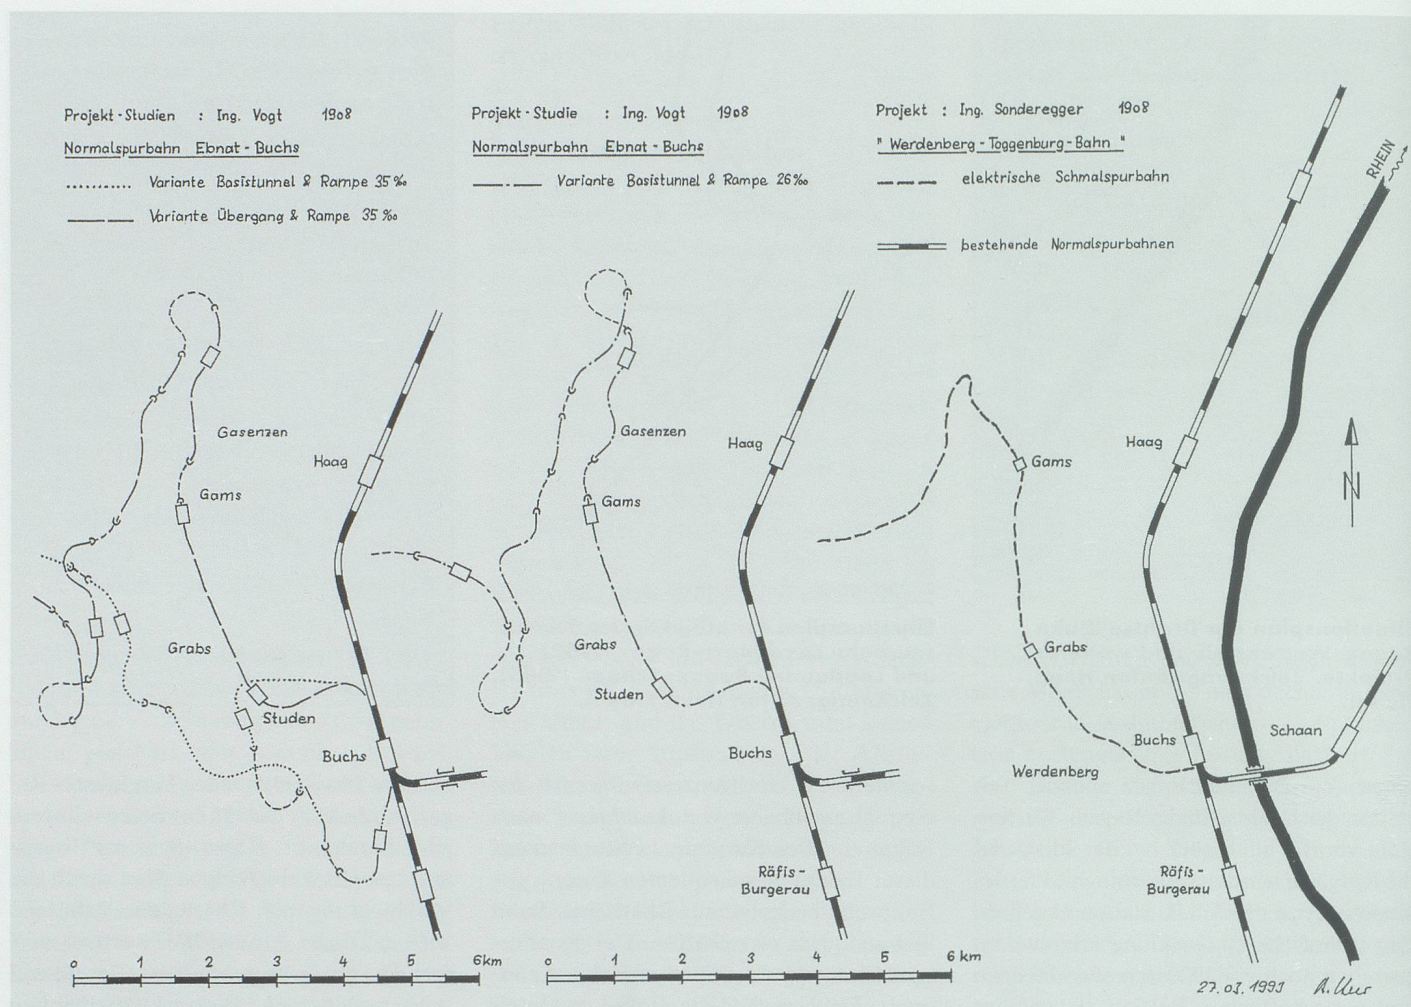 Projekt-Studien : Ing. Vogt 1908
Normalspurbahn Ebnat-Buchs
Variante Basistunnel & Rampe 35‰
Variante Übergang & Rampe 35‰
Projekt-Studie : Ing. Vogt 1908
Normalspurbahn Ebnat-Buchs
Variante Basistunnel & Rampe 26‰
Projekt : Ing. Sonderegger 1908
"Werdenberg-Toggenburg-Bahn"
elektrische Schmalspurbahn
bestehende Normalspurbahnen
RHEIN
Gasenzen
Haag
Gams
Grabs
Studen
Buchs
0 1 2 3 4 5 6km
Gasenzen
Haag
Gams
Grabs
Studen
Buchs
Räfis-
Burgerau
0 1 2 3 4 5 6 km
Haag
Gams
N
Grabs
Buchs
Schaan
Werdenberg
Räfis-
Burgerau